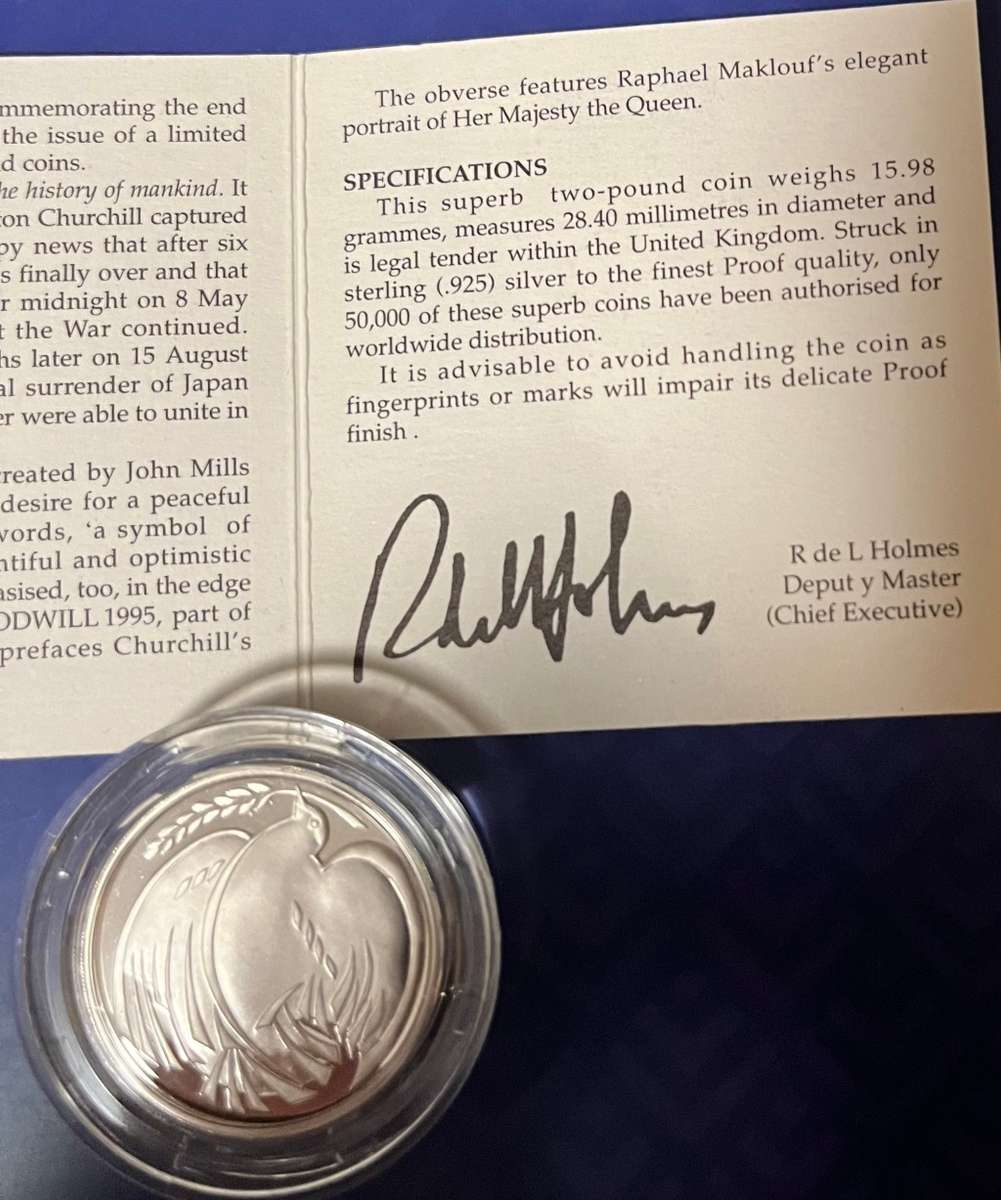 mmemorating the end
the issue of a limited
d coins.
he history of mankind. It
on Churchill captured
py news that after six
s finally over and that
r midnight on 8 May
t the War continued.
hs later on 15 August
al surrender of Japan
er were able to unite in
reated by John Mills
desire for a peaceful
words, ‘a symbol of
ntiful and optimistic
asised, too, in the edge
ODWILL 1995, part of
prefaces Churchill's
The obverse features Raphael Maklouf's elegant
portrait of Her Majesty the Queen.
SPECIFICATIONS
This superb two-pound coin weighs 15.98
grammes, measures 28.40 millimetres in diameter and
is legal tender within the United Kingdom. Struck in
sterling (.925) silver to the finest Proof quality, only
50,000 of these superb coins have been authorised for
worldwide distribution.
It is advisable to avoid handling the coin as
fingerprints or marks will impair its delicate Proof
finish .
RdeLHolmes
R de L Holmes
Deput y Master
(Chief Executive)